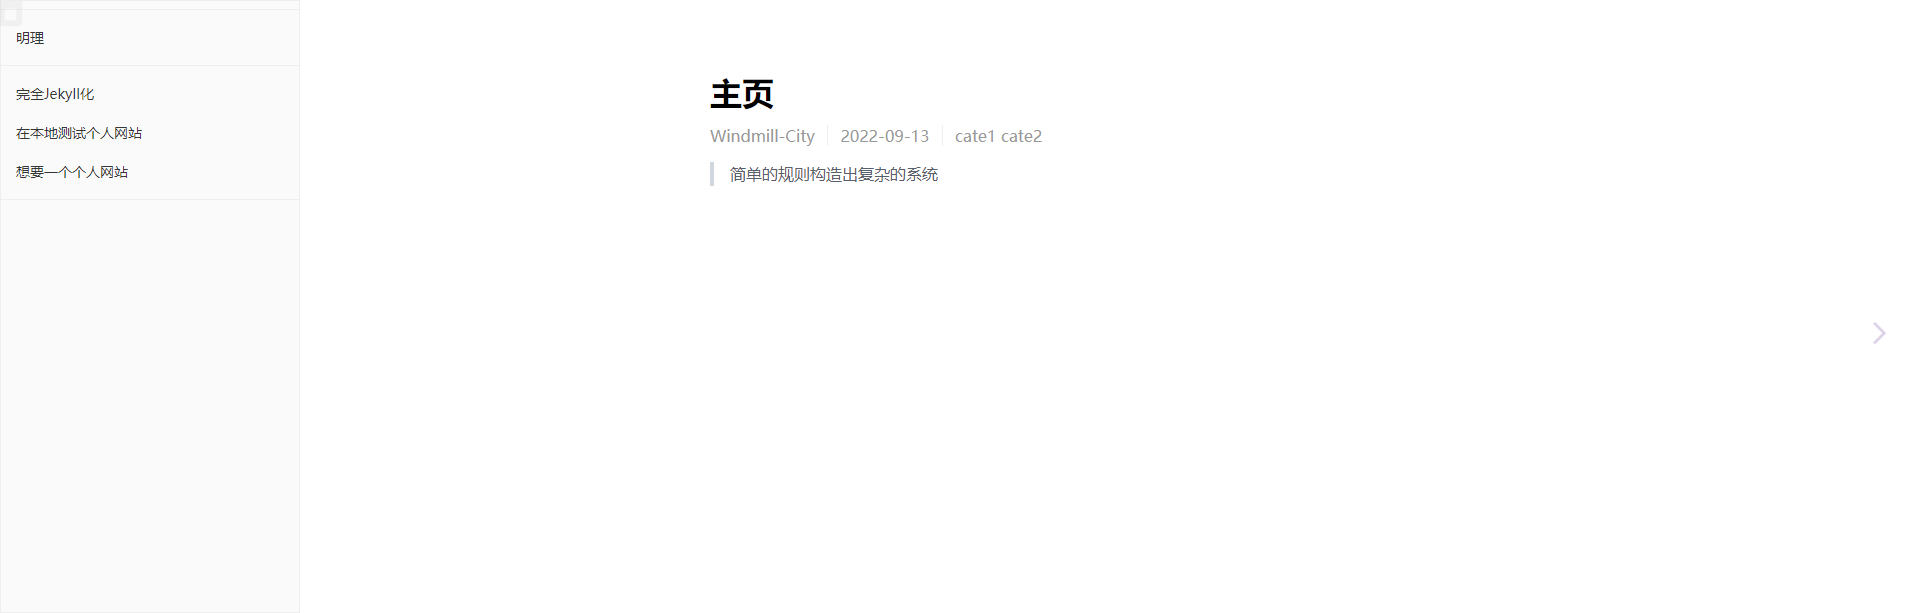 明理
完全Jekyll化
在本地测试个人网站
想要一个个人网站
主页
Windmill-City 2022-09-13 cate1 cate2
简单的规则构造出复杂的系统